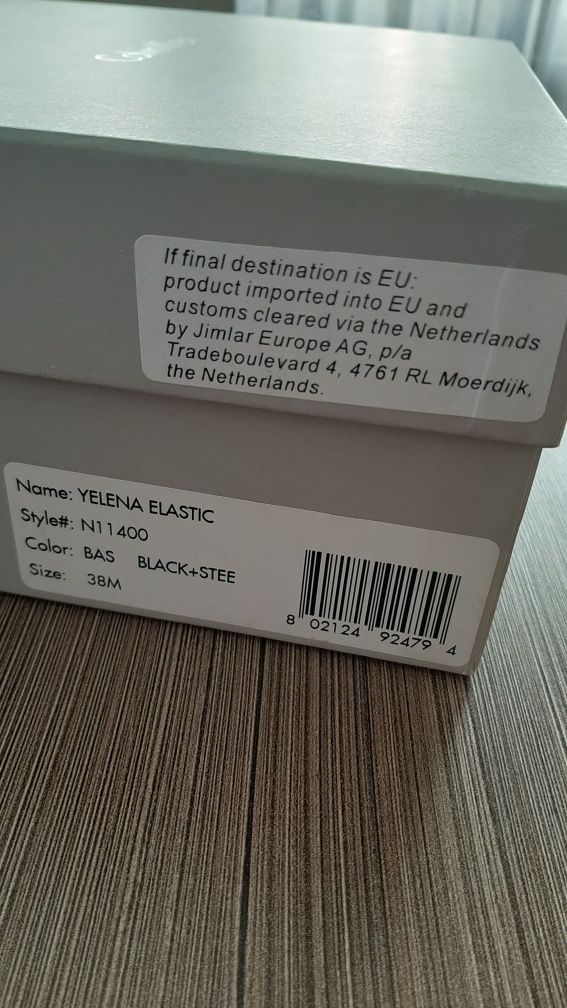 If final destination is EU:
product imported into EU and
customs cleared via the Netherlands
by Jimlar Europe AG, p/a
Tradeboulevard 4, 4761 RL Moerdijk,
the Netherlands.
Name: YELENA ELASTIC
Style#: N11400
Color: BAS BLACK+STEE
Size: 38M
8 02124 92479 4